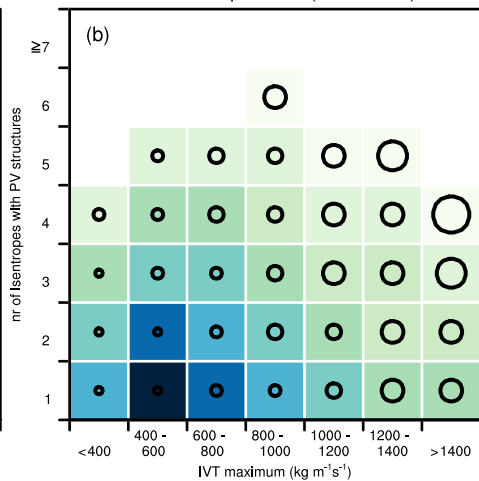 (b)
nr of Isentropes with PV structures
≧7
6
5
4
3
2
1
<400
400 - 600
600 - 800
800 - 1000
1000 - 1200
1200 - 1400
>1400
IVT maximum (kg m⁻¹s⁻¹)